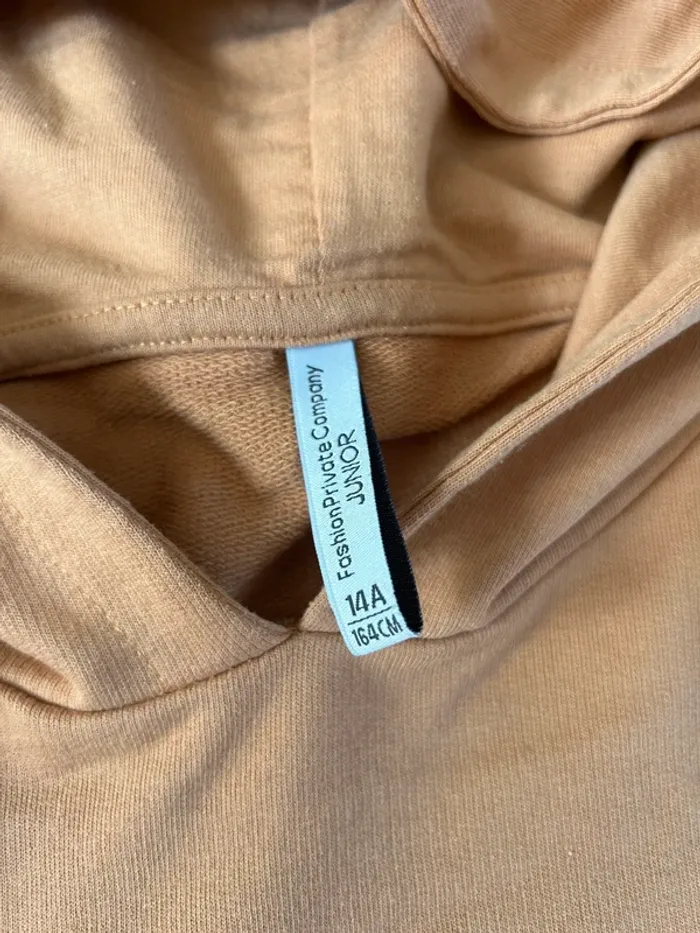 FashionPrivateCompany
JUNIOR
14A
164CM